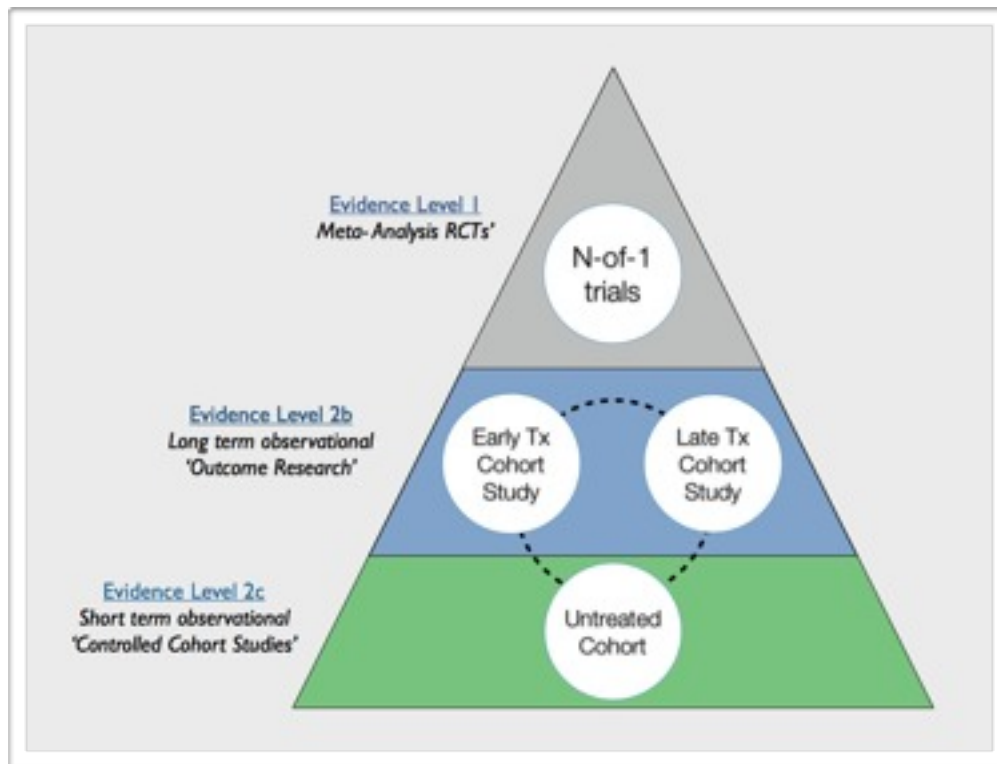 Evidence Level 1
Meta-Analysis RCTs'
N-of-1
trials
Evidence Level 2b
Long term observational
'Outcome Research'
Early Tx
Cohort
Study
Late Tx
Cohort
Study
Evidence Level 2c
Short term observational
'Controlled Cohort Studies'
Untreated
Cohort